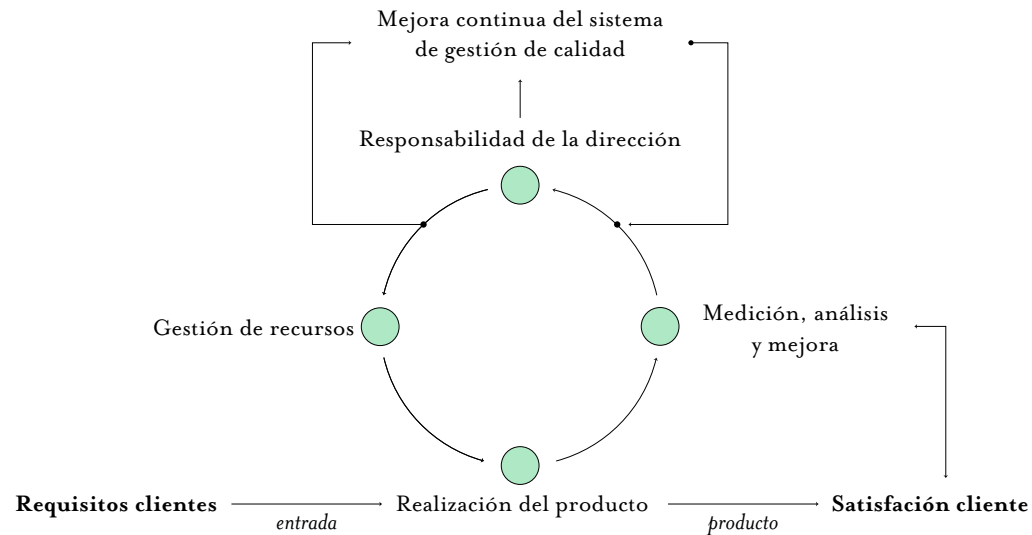 Mejora continua del sistema
de gestión de calidad
Responsabilidad de la dirección
Gestión de recursos
Medición, análisis
y mejora
Requisitos clientes
entrada
Realización del producto
producto
Satisfación cliente